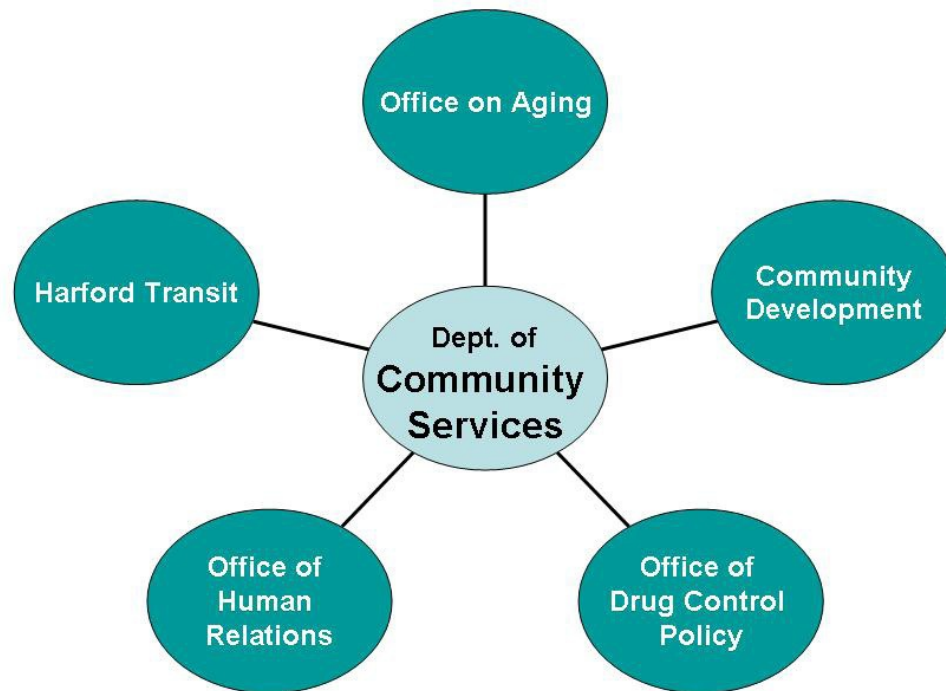 Office on Aging
Harford Transit
Community
Development
Dept. of
Community
Services
Office of
Human
Relations
Office of
Drug Control
Policy